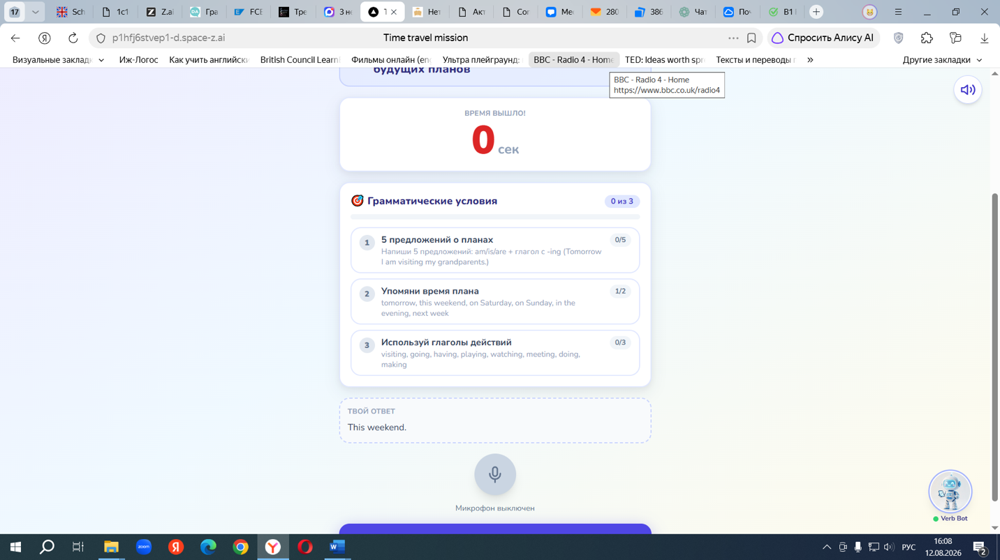 17
Sch
1с1
Z.ai
Гра
FCE
Тре
З не
T
Нет
Акт
Cor
Мес
280
386
Чат
Поч
B1
p1hfj6stvep1-d.space-z.ai
Time travel mission
Спросить Алису AI
Визуальные заклад
Иж-Логос
Как учить английски
British Council Learn
Фильмы онлайн (en
Ультра плейграунд:
BBC - Radio 4 - Home
TED: Ideas worth spr
Тексты и переводы
»
Другие закладки
BBC - Radio 4 - Home
https://www.bbc.co.uk/radio4
будущих планов
ВРЕМЯ ВЫШЛО!
0 сек
Грамматические условия
0 из 3
1
5 предложений о планах
0/5
Напиши 5 предложений: am/is/are + глагол с -ing (Tomorrow
I am visiting my grandparents.)
2
Упомяни время плана
1/2
tomorrow, this weekend, on Saturday, on Sunday, in the
evening, next week
3
Используй глаголы действий
0/3
visiting, going, having, playing, watching, meeting, doing,
making
ТВОЙ ОТВЕТ
This weekend.
Микрофон выключен
Verb Bot
zoom
РУС
16:08
12.08.2026
2